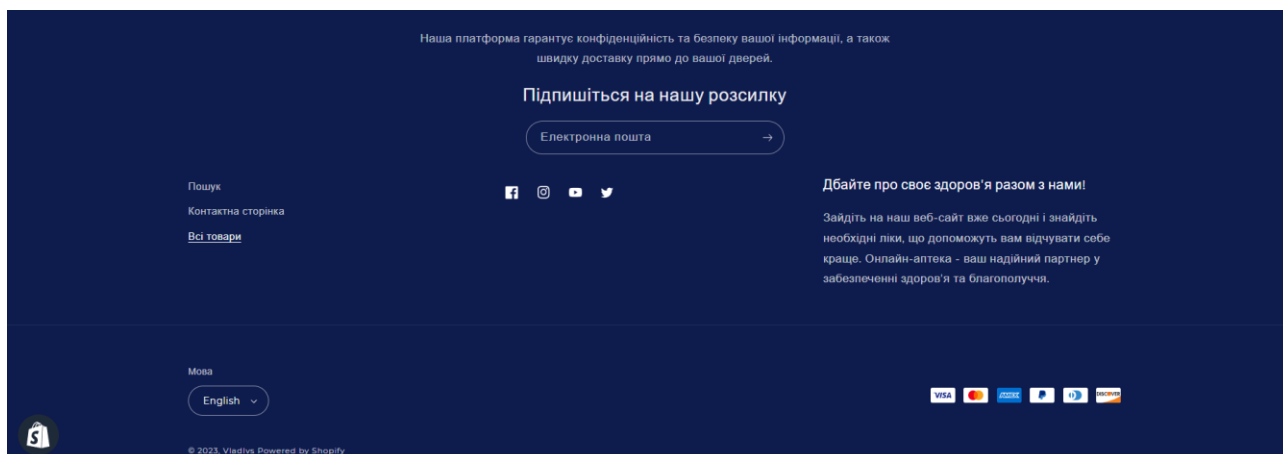 Наша платформа гарантує конфіденційність та безпеку вашої інформації, а також
швидку доставку прямо до вашої дверей.
Підпишіться на нашу розсилку
Електронна пошта
Пошук
Контактна сторінка
Всі товари
Дбайте про своє здоров'я разом з нами!
Зайдіть на наш веб-сайт вже сьогодні і знайдіть
необхідні ліки, що допоможуть вам відчувати себе
краще. Онлайн-аптека - ваш надійний партнер у
забезпеченні здоров'я та благополуччя.
Мова
English
VISA
DISCOVER
© 2023, Vladlvs Powered by Shopify